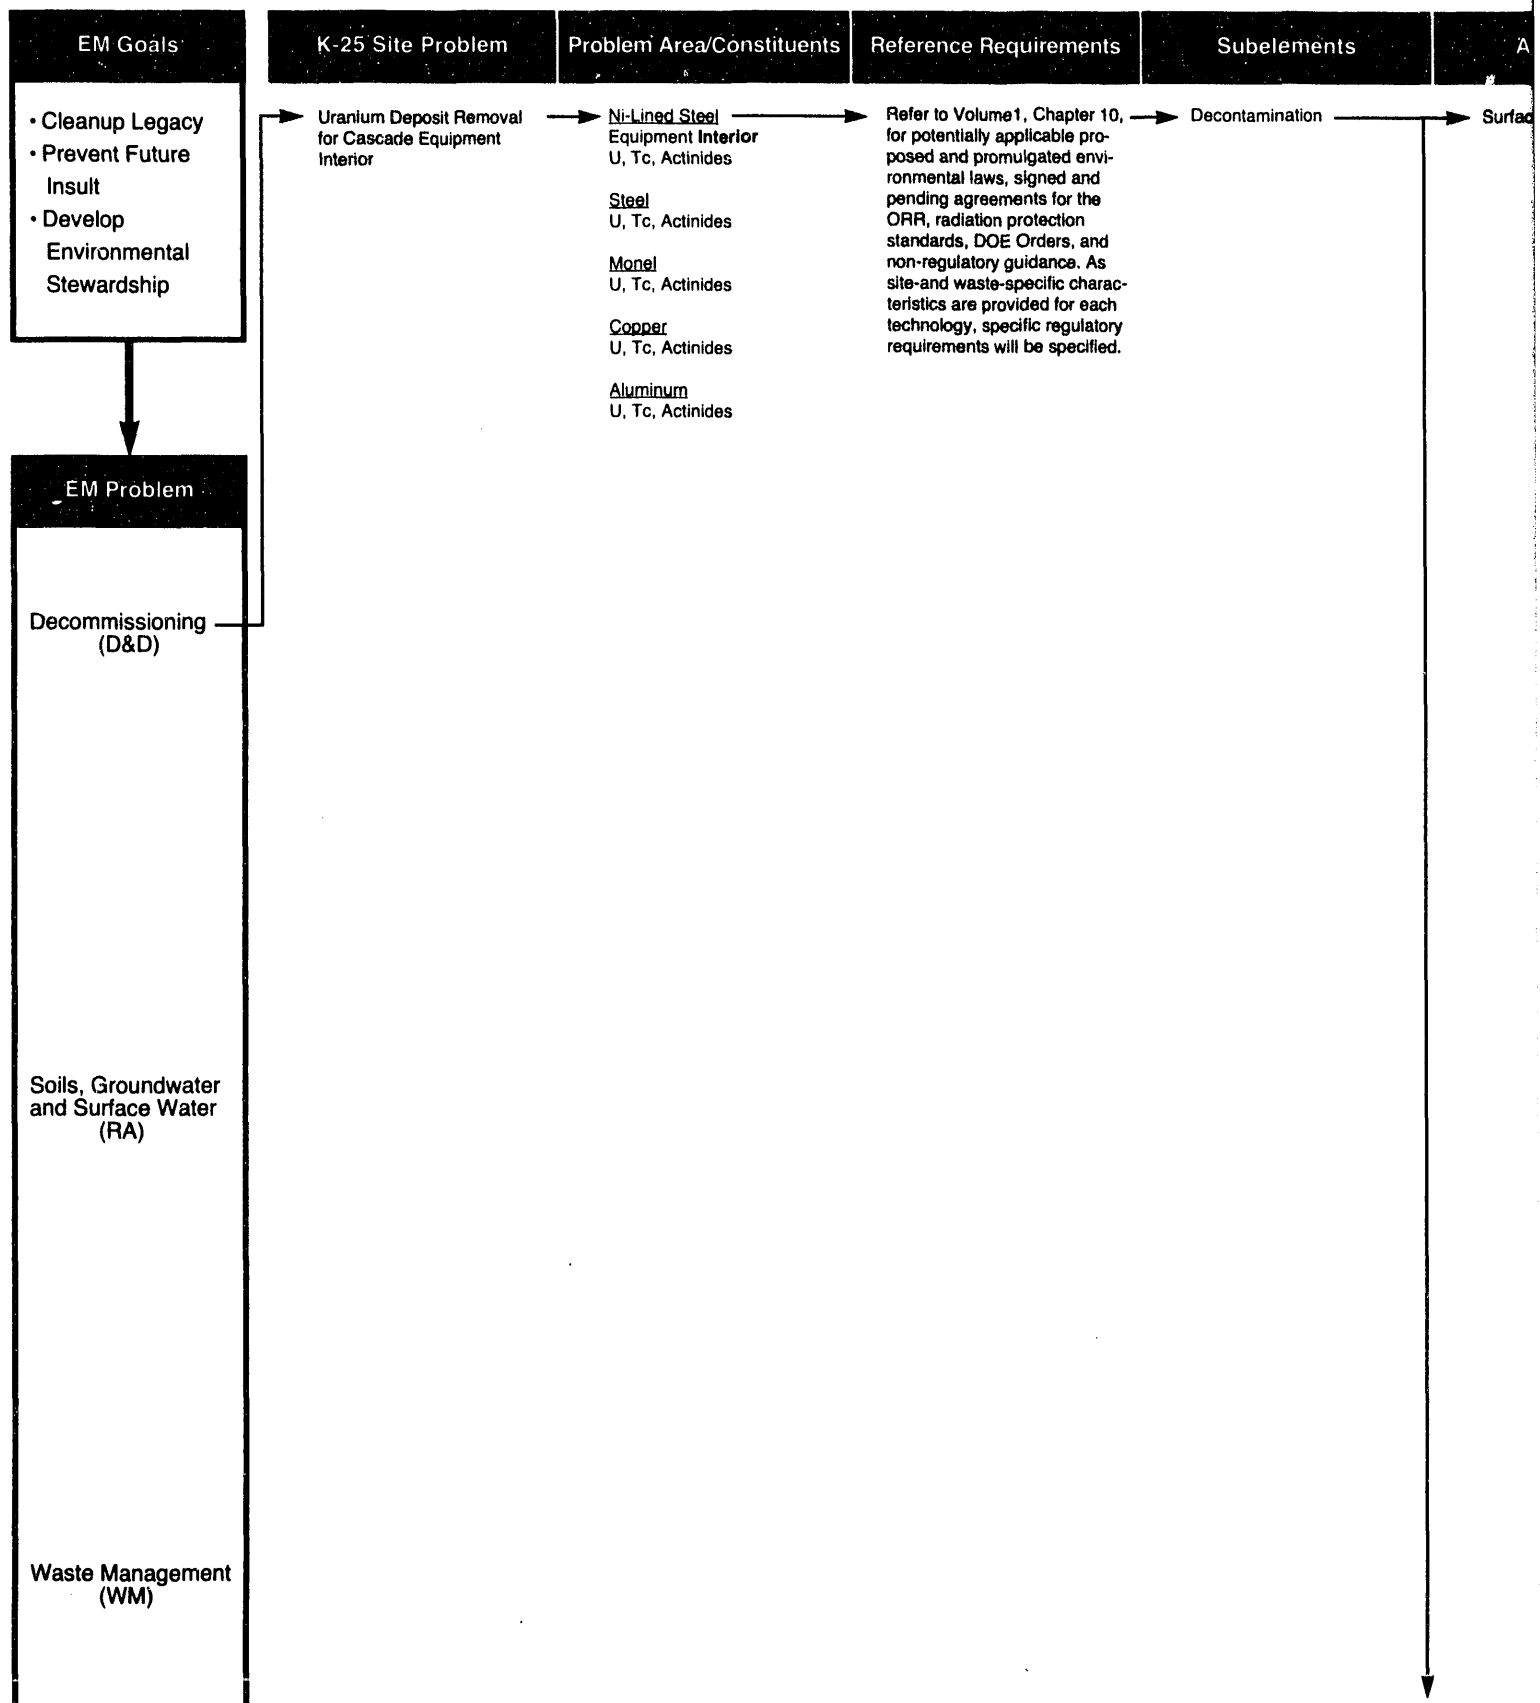 EM Goals
• Cleanup Legacy
• Prevent Future
Insult
• Develop
Environmental
Stewardship
EM Problem
Decommissioning
(D&D)
Soils, Groundwater
and Surface Water
(RA)
Waste Management
(WM)
K-25 Site Problem
Uranium Deposit Removal
for Cascade Equipment
Interior
Problem Area/Constituents
Ni-Lined Steel
Equipment Interior
U, Tc, Actinides
Steel
U, Tc, Actinides
Monel
U, Tc, Actinides
Copper
U, Tc, Actinides
Aluminum
U, Tc, Actinides
Reference Requirements
Refer to Volume1, Chapter 10,
for potentially applicable pro-
posed and promulgated envi-
ronmental laws, signed and
pending agreements for the
ORR, radiation protection
standards, DOE Orders, and
non-regulatory guidance. As
site-and waste-specific charac-
teristics are provided for each
technology, specific regulatory
requirements will be specified.
Subelements
Decontamination
A
Surfac